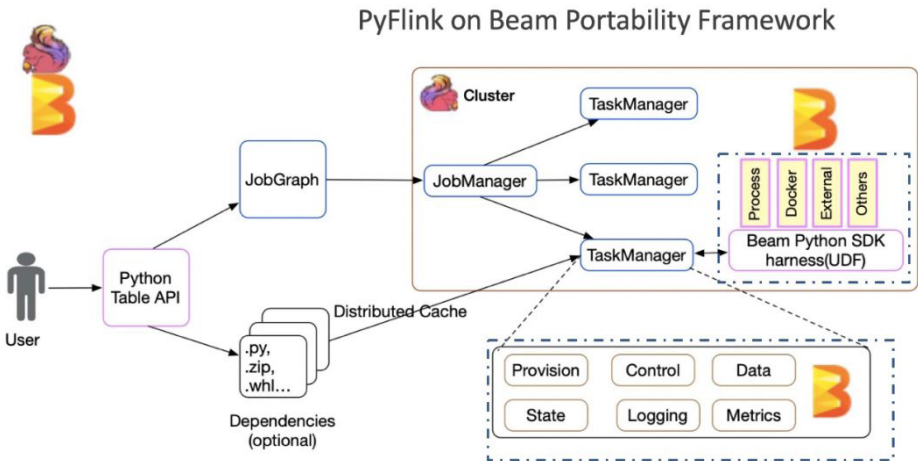 PyFlink on Beam Portability Framework
Cluster
TaskManager
JobGraph
JobManager
TaskManager
Process
Docker
External
Others
Beam Python SDK
harness(UDF)
TaskManager
Python
Table API
User
Distributed Cache
.py,
.zip,
.whl...
Dependencies
(optional)
Provision
Control
Data
State
Logging
Metrics